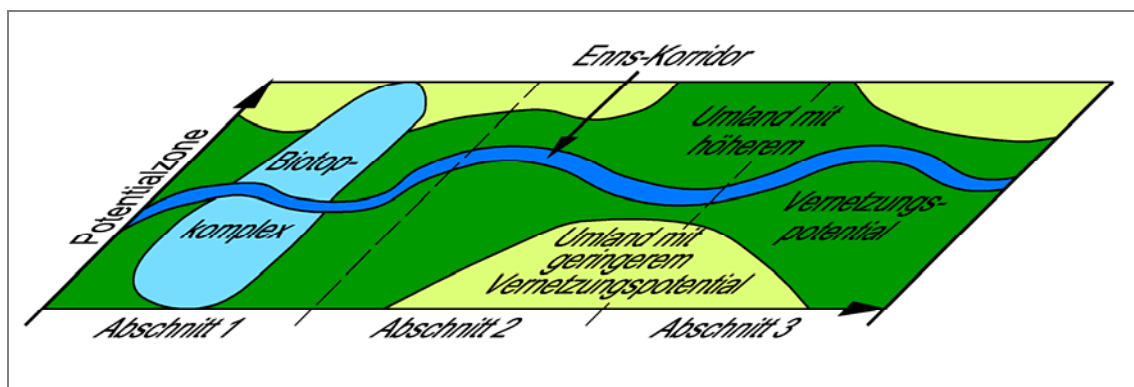 Enns-Korridor
Potentialzone
Biotop-
komplex
Umland mit
höherem
Vernetzungs-
potential
Umland mit
geringerem
Vernetzungspotential
Abschnitt 1
Abschnitt 2
Abschnitt 3